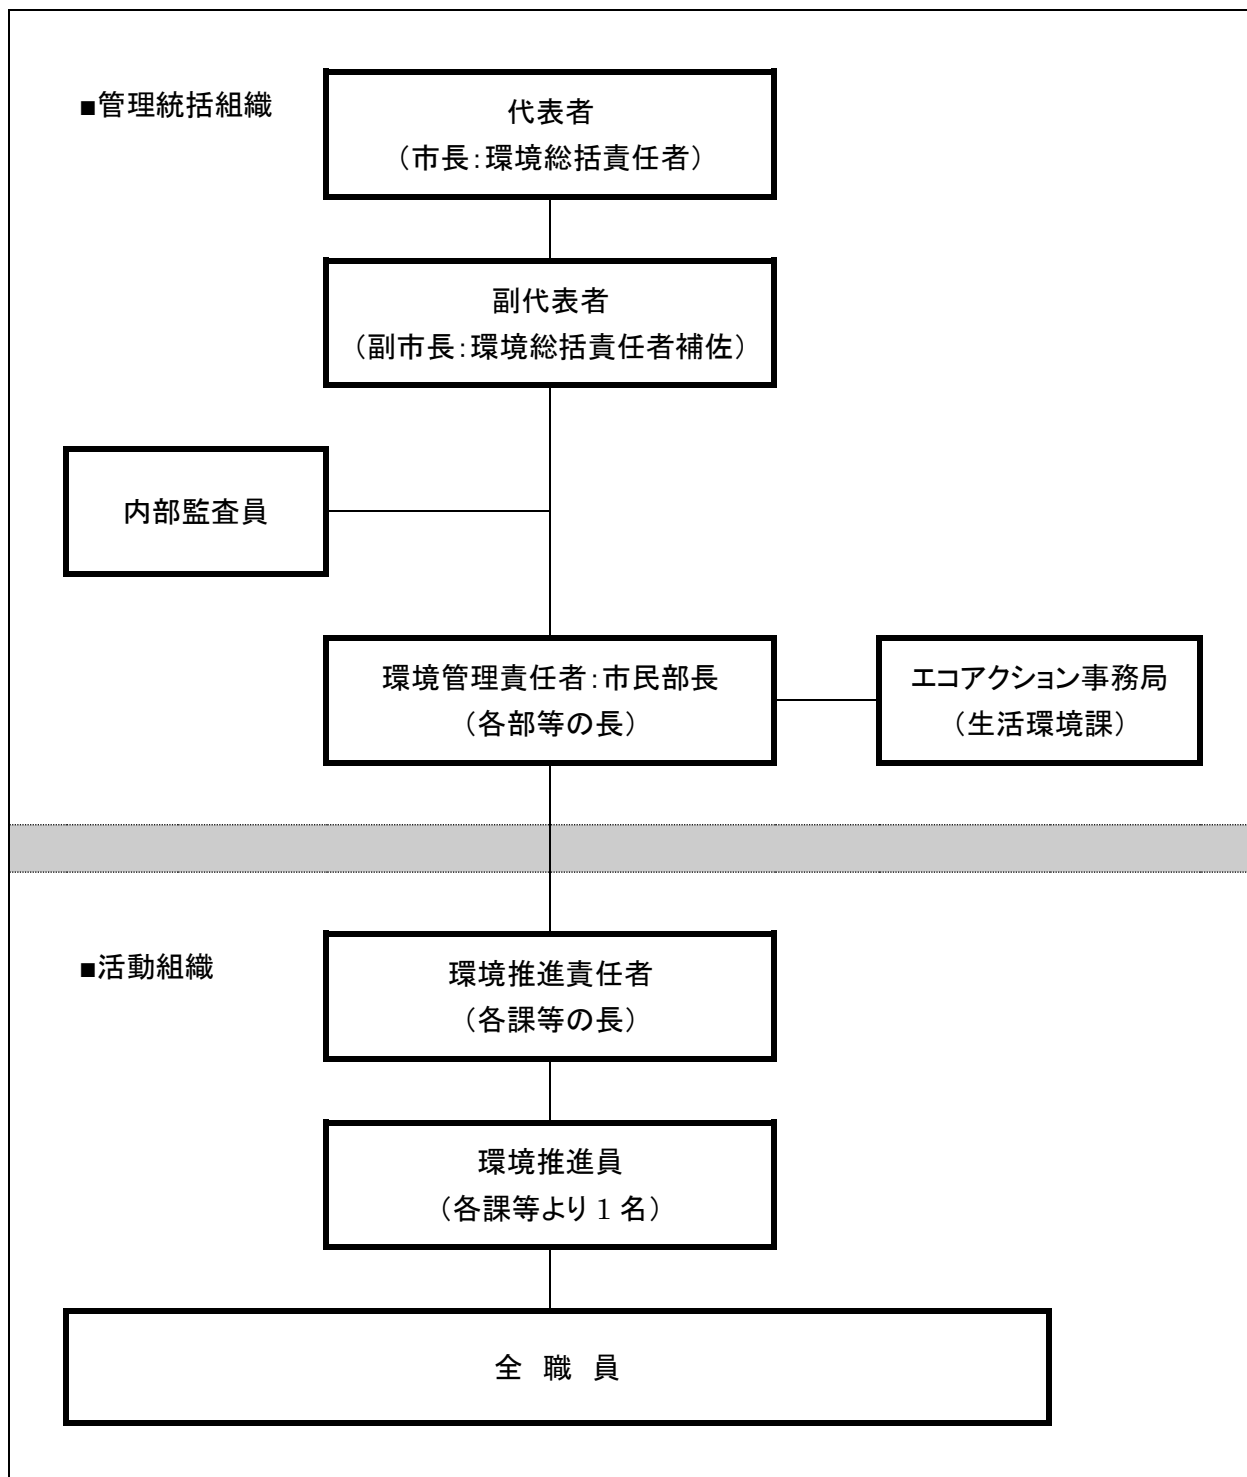 ■管理統括組織
代表者
（市長：環境総括責任者）
副代表者
（副市長：環境総括責任者補佐）
内部監査員
環境管理責任者：市民部長
（各部等の長）
エコアクション事務局
（生活環境課）
■活動組織
環境推進責任者
（各課等の長）
環境推進員
（各課等より 1 名）
全　職　員